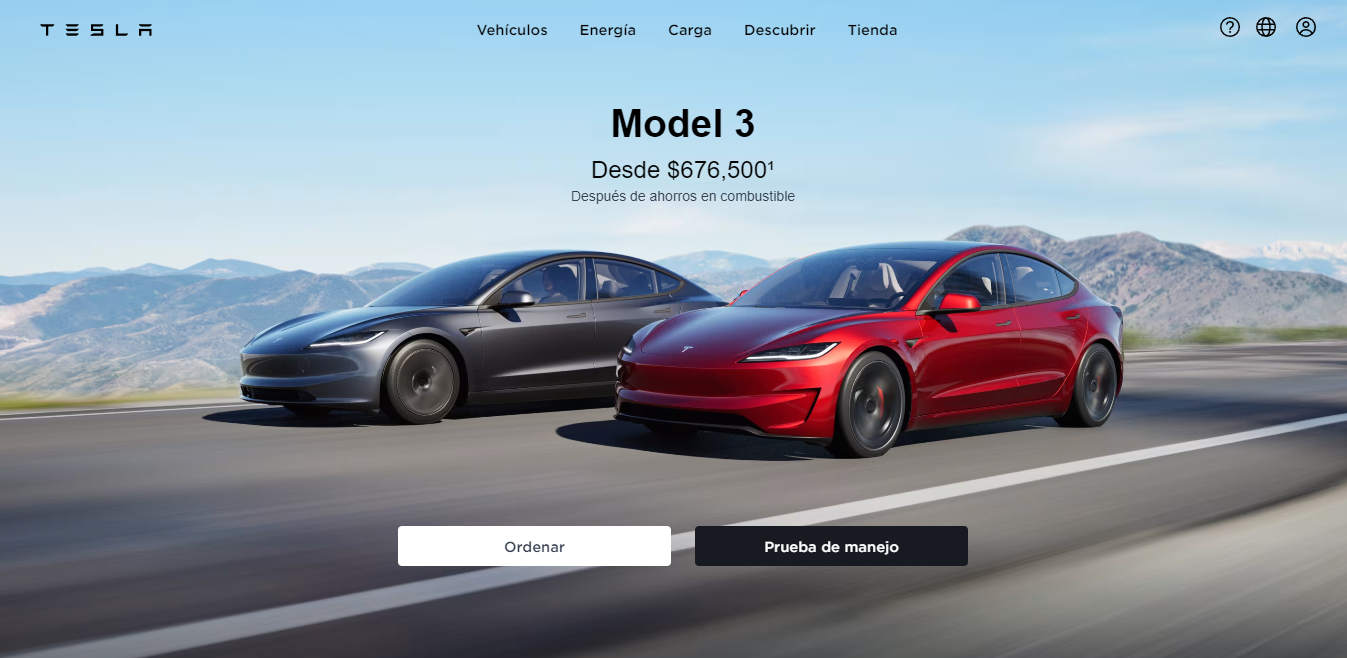 TESLA
Vehículos Energía Carga Descubrir Tienda
Model 3
Desde $676,500¹
Después de ahorros en combustible
Ordenar Prueba de manejo